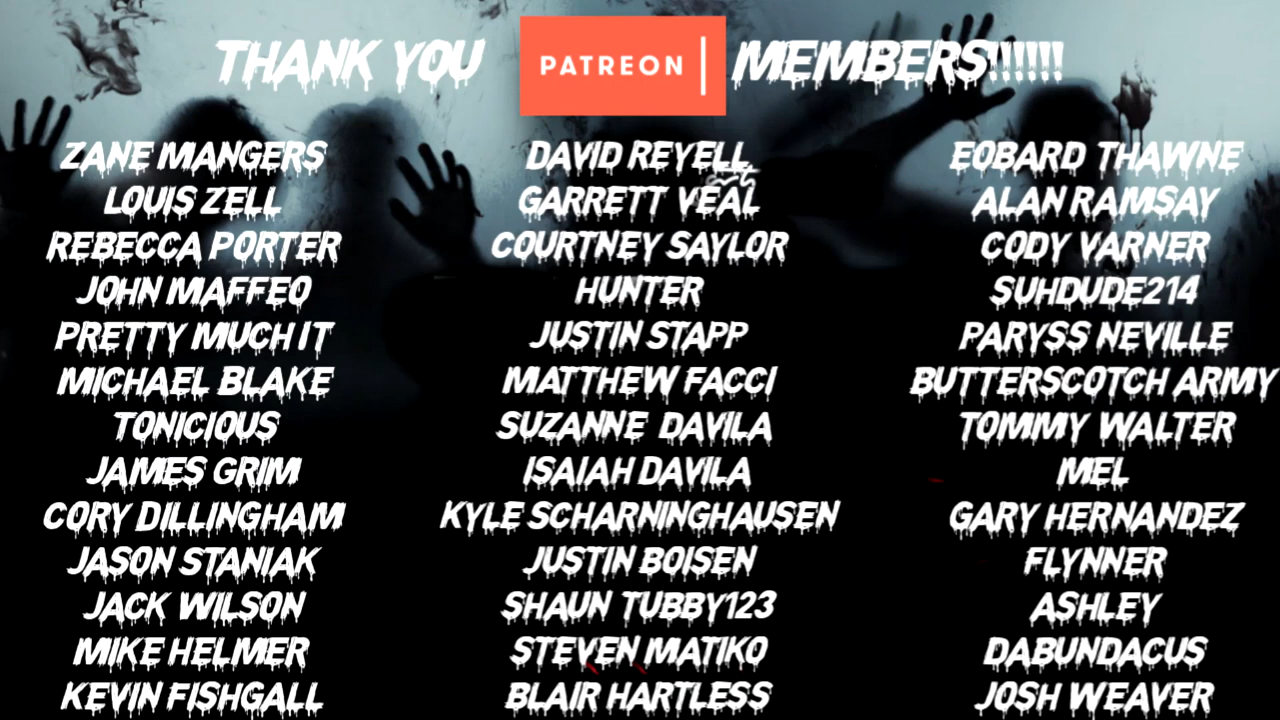 THANK YOU PATREON MEMBERS!!!!!!
ZANE MANGERS
LOUIS ZELL
REBECCA PORTER
JOHN MAFFEO
PRETTY MUCH IT
MICHAEL BLAKE
TONICIOUS
JAMES GRIM
CORY DILLINGHAM
JASON STANIAK
JACK WILSON
MIKE HELMER
KEVIN FISHGALL
DAVID REYELL
GARRETT VEAL
COURTNEY SAYLOR
HUNTER
JUSTIN STAPP
MATTHEW FACCI
SUZANNE DAVILA
ISAIAH DAVILA
KYLE SCHARNINGHAUSEN
JUSTIN BOISEN
SHAUN TUBBY123
STEVEN MATIKO
BLAIR HARTLESS
EOBARD THAWNE
ALAN RAMSAY
CODY VARNER
SUHDUDE214
PARYSS NEVILLE
BUTTERSCOTCH ARMY
TOMMY WALTER
MEL
GARY HERNANDEZ
FLYNNER
ASHLEY
DABUNDACUS
JOSH WEAVER